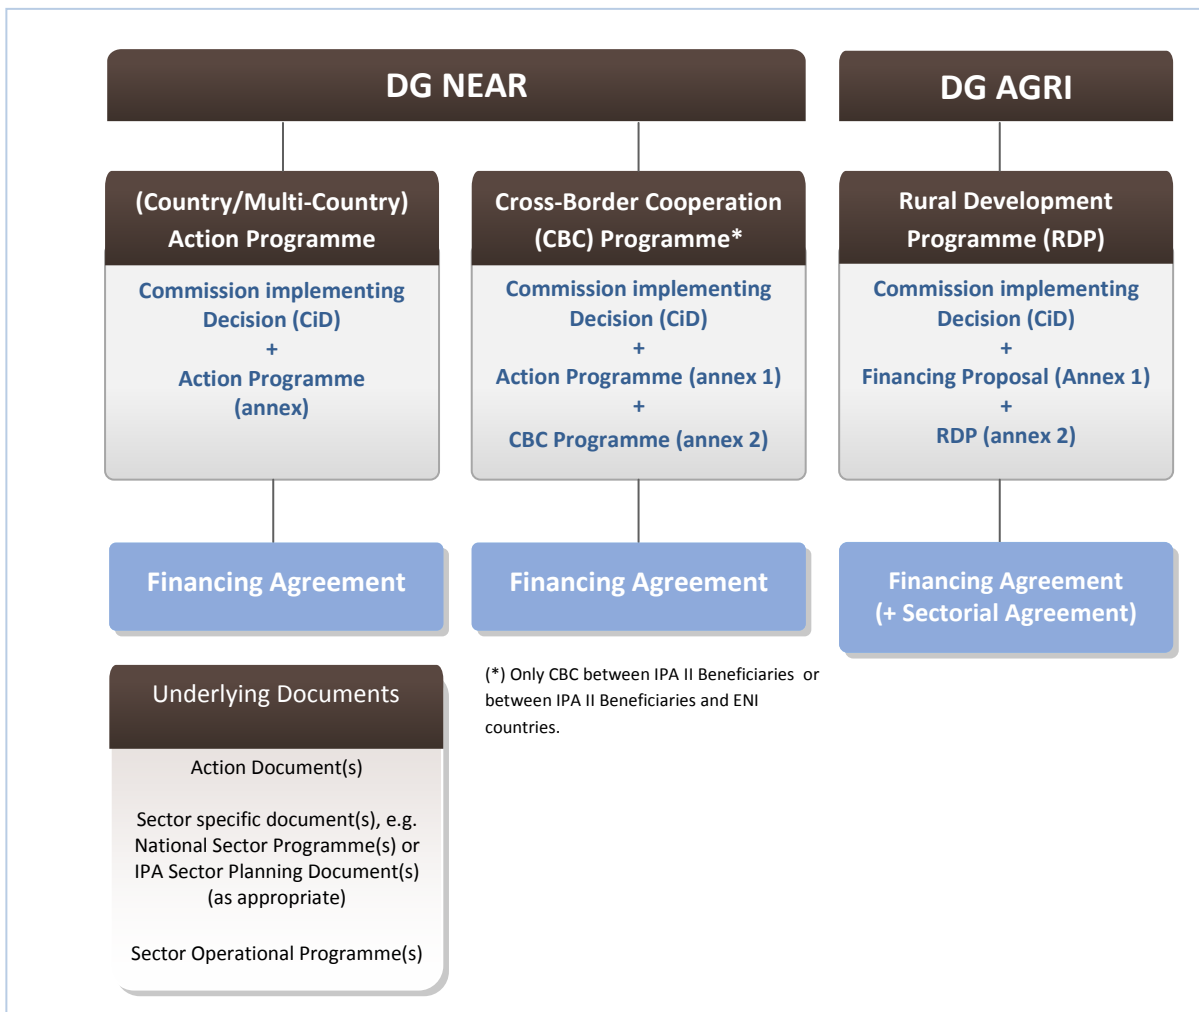 DG NEAR
DG AGRI
(Country/Multi-Country)
Action Programme
Commission implementing
Decision (CiD)
+
Action Programme
(annex)
Cross-Border Cooperation
(CBC) Programme*
Commission implementing
Decision (CiD)
+
Action Programme (annex 1)
+
CBC Programme (annex 2)
Rural Development
Programme (RDP)
Commission implementing
Decision (CiD)
+
Financing Proposal (Annex 1)
+
RDP (annex 2)
Financing Agreement
Financing Agreement
Financing Agreement
(+ Sectorial Agreement)
Underlying Documents
Action Document(s)
Sector specific document(s), e.g.
National Sector Programme(s) or
IPA Sector Planning Document(s)
(as appropriate)
Sector Operational Programme(s)
(*) Only CBC between IPA II Beneficiaries or
between IPA II Beneficiaries and ENI
countries.